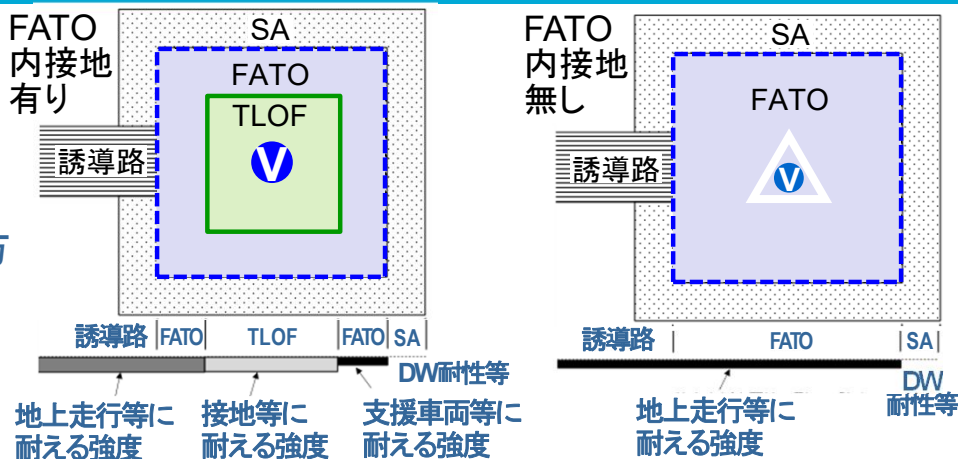 FATO
内接地
有り
SA
FATO
TLOF
V
誘導路
誘導路 FATO TLOF FATO SA
DW耐性等
地上走行等に
耐える強度
接地等に
耐える強度
支援車両等に
耐える強度
FATO
内接地
無し
SA
FATO
V
誘導路
誘導路 FATO SA
DW
耐性等
地上走行等に
耐える強度